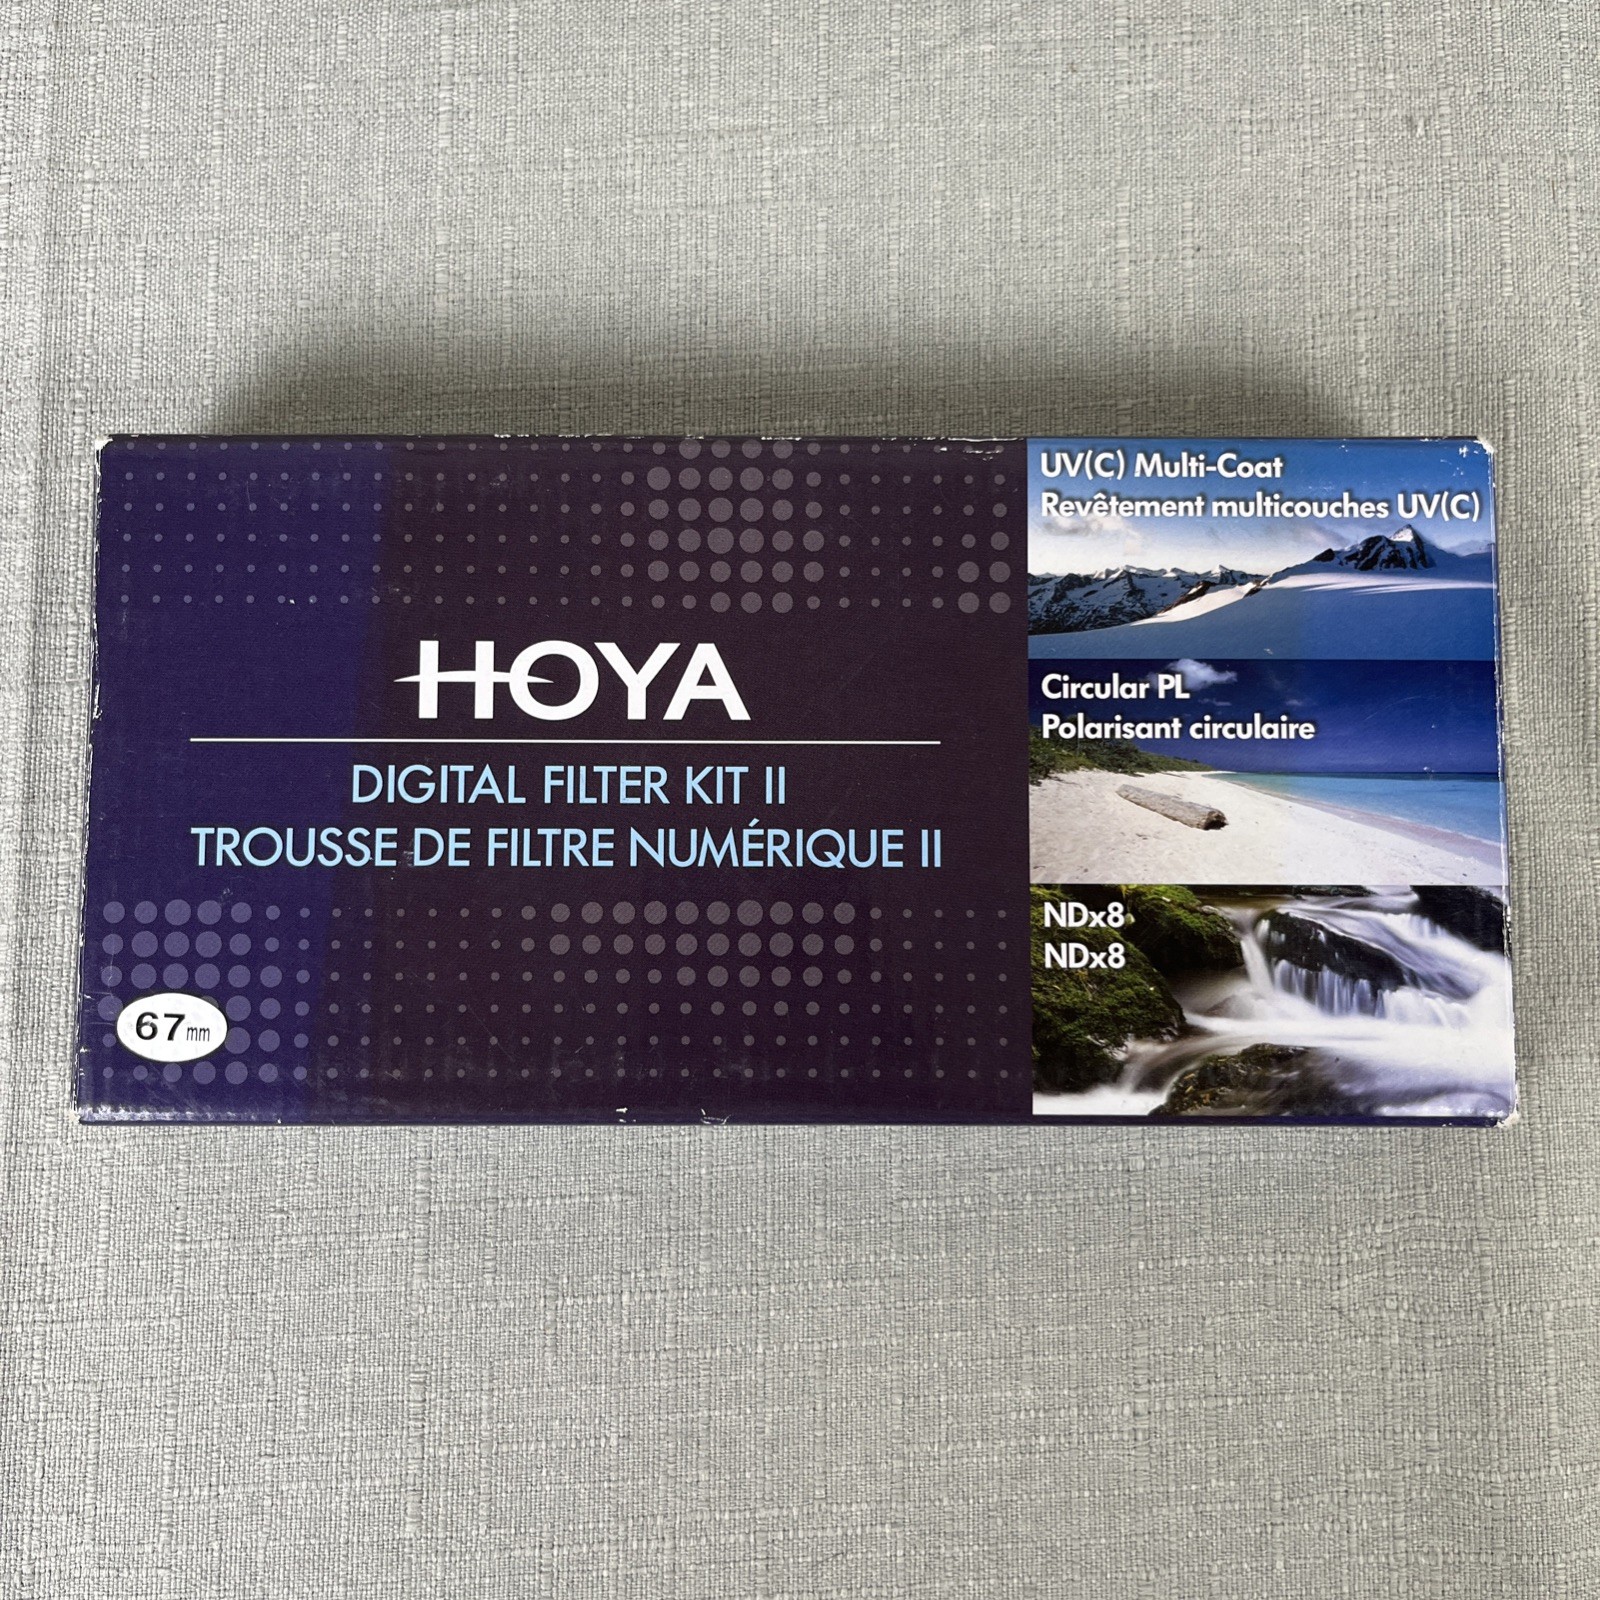 HOYA
DIGITAL FILTER KIT II
TROUSSE DE FILTRE NUMÉRIQUE II
67mm
UV(C) Multi-Coat
Revêtement multicouches UV(C)
Circular PL
Polarisant circulaire
NDx8
NDx8